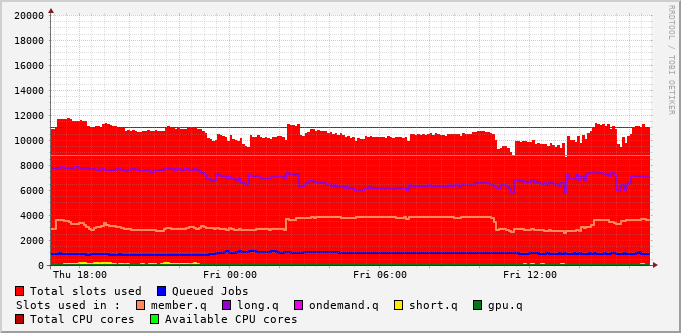 20000
18000
16000
14000
12000
10000
8000
6000
4000
2000
0
Thu 18:00 Fri 00:00 Fri 06:00 Fri 12:00
RRDTOOL / TOBI OETIKER
Total slots used Queued Jobs
Slots used in : member.q long.q ondemand.q short.q gpu.q
Total CPU cores Available CPU cores